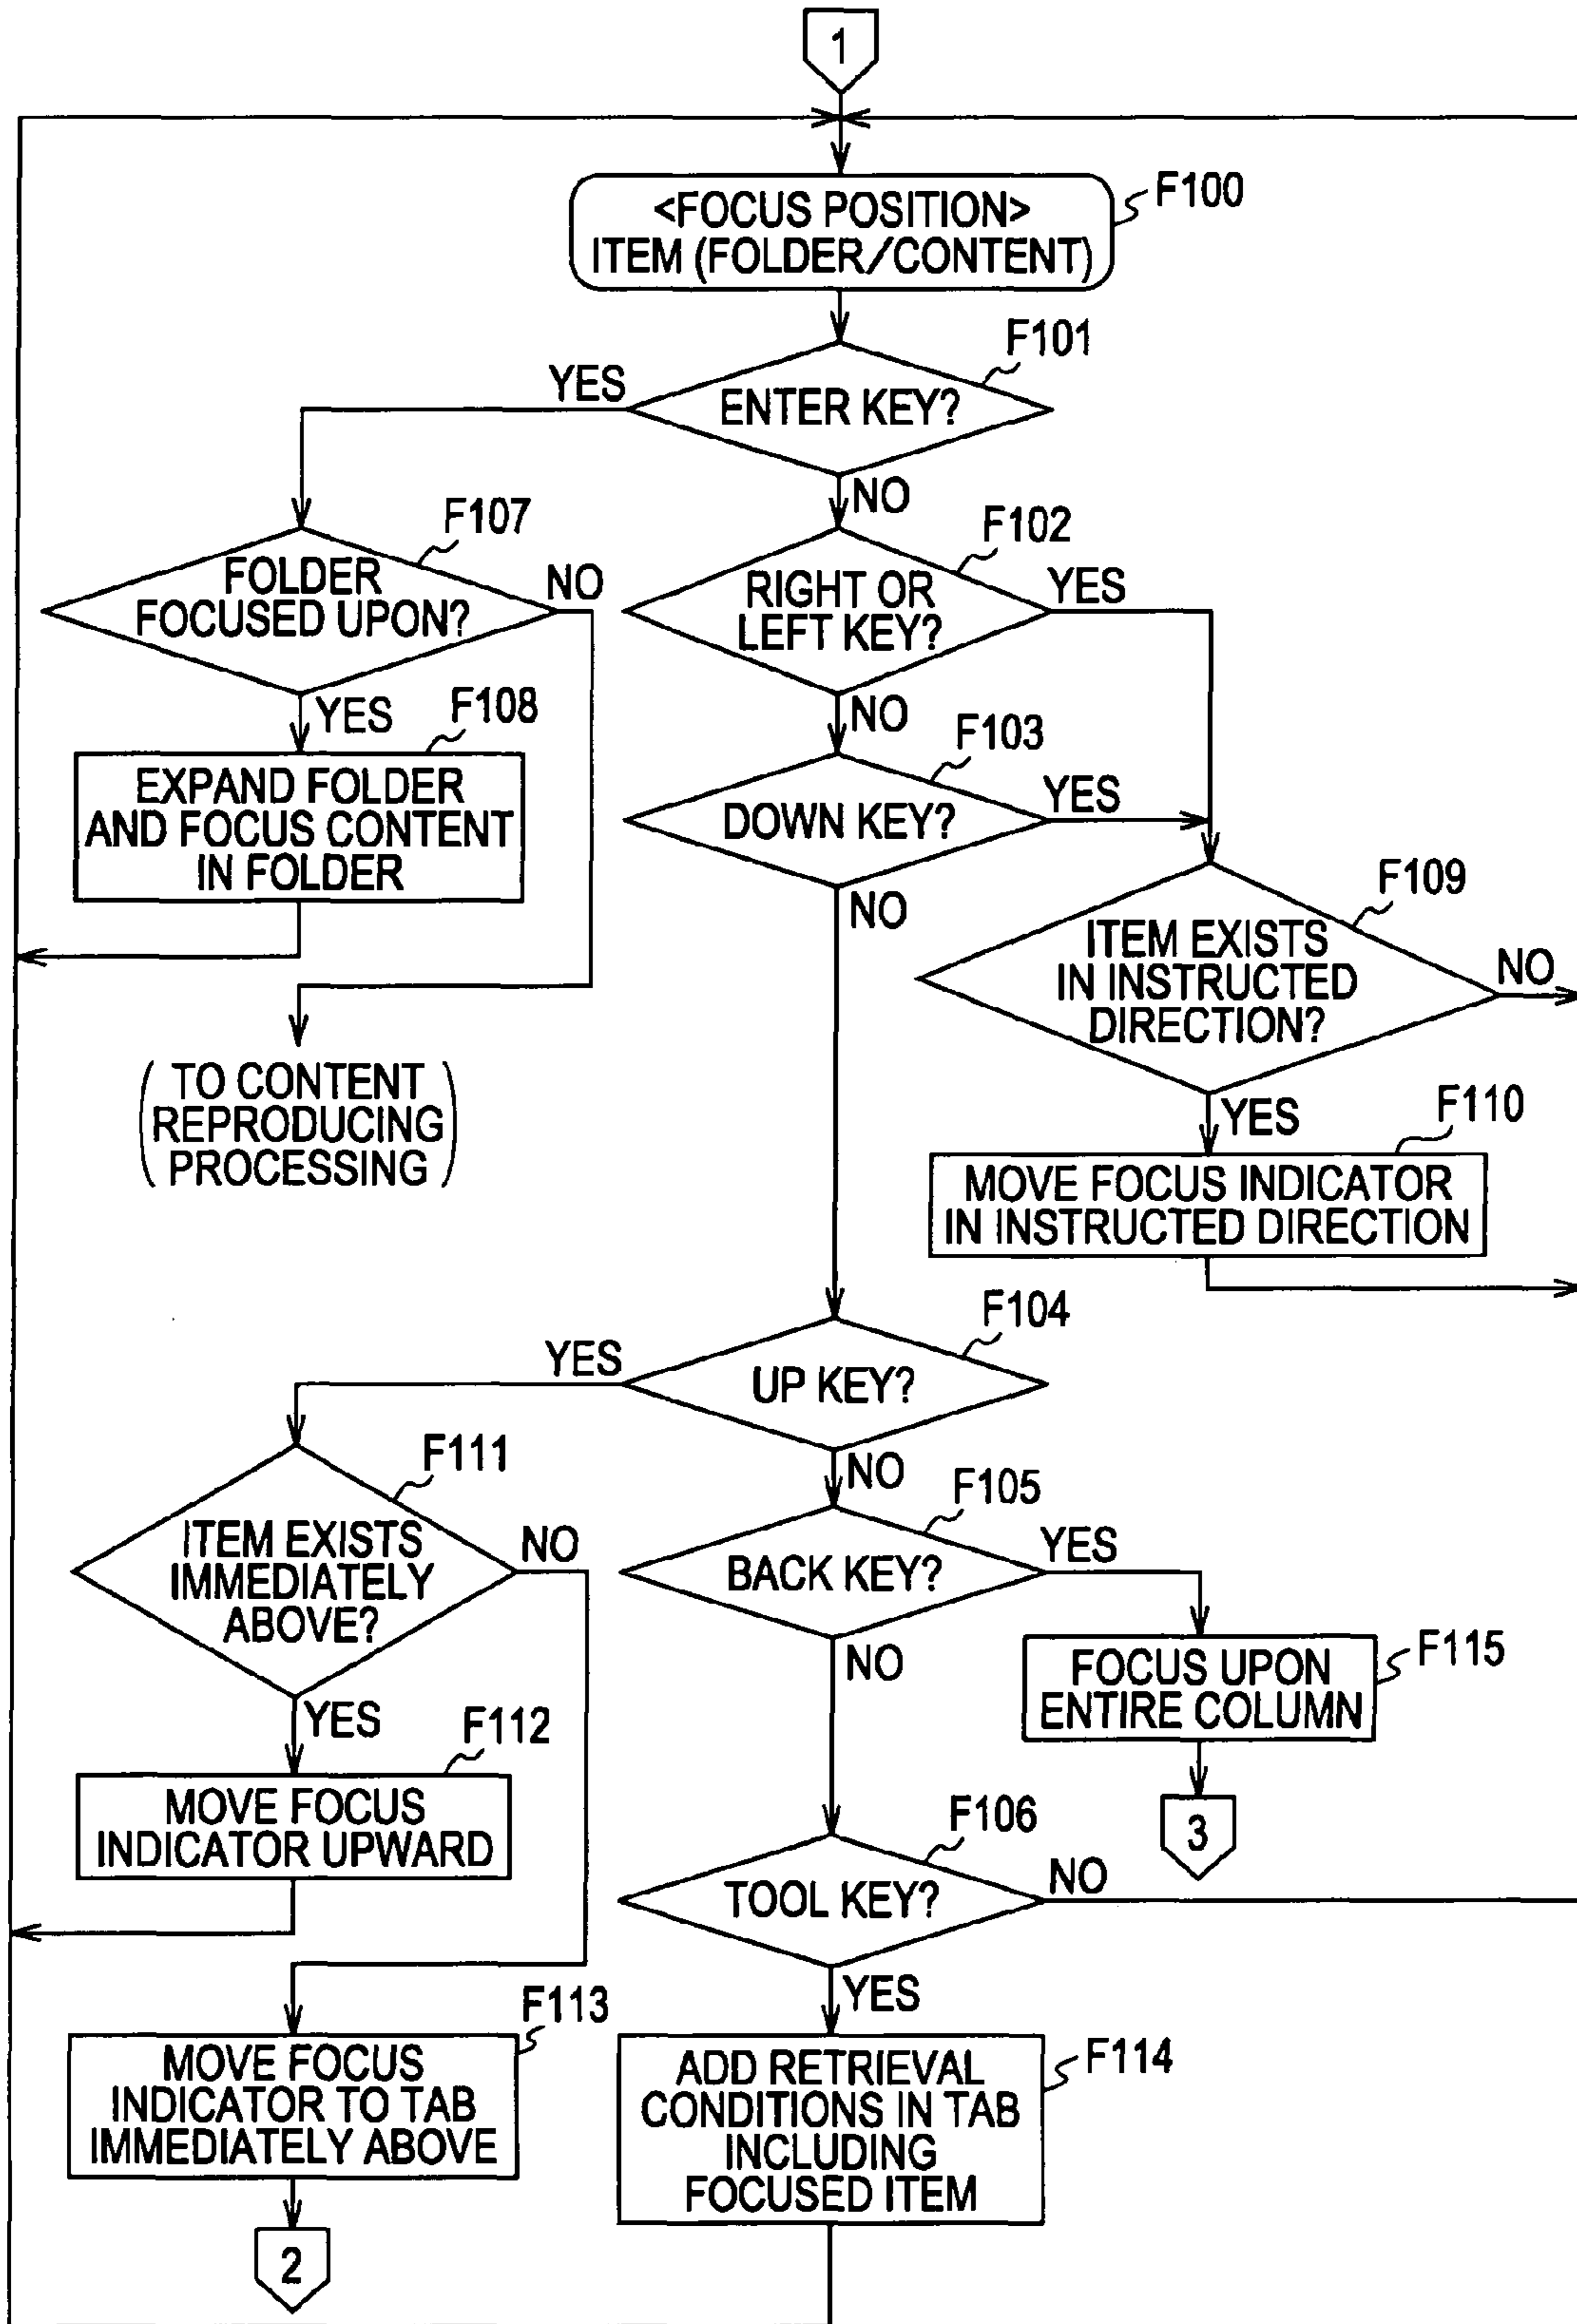 1
<FOCUS POSITION>
ITEM (FOLDER/CONTENT)
F100
F101
YES
ENTER KEY?
NO
F107
FOLDER
FOCUSED UPON?
NO
F102
RIGHT OR
LEFT KEY?
YES
YES
F108
NO
F103
EXPAND FOLDER
AND FOCUS CONTENT
IN FOLDER
DOWN KEY?
YES
NO
F109
ITEM EXISTS
IN INSTRUCTED
DIRECTION?
NO
(TO CONTENT
REPRODUCING
PROCESSING)
YES
F110
MOVE FOCUS INDICATOR
IN INSTRUCTED DIRECTION
F104
YES
UP KEY?
NO
F111
ITEM EXISTS
IMMEDIATELY
ABOVE?
NO
F105
BACK KEY?
YES
NO
F115
FOCUS UPON
ENTIRE COLUMN
3
YES
F112
MOVE FOCUS
INDICATOR UPWARD
F106
TOOL KEY?
NO
YES
F113
MOVE FOCUS
INDICATOR TO TAB
IMMEDIATELY ABOVE
2
F114
ADD RETRIEVAL
CONDITIONS IN TAB
INCLUDING
FOCUSED ITEM